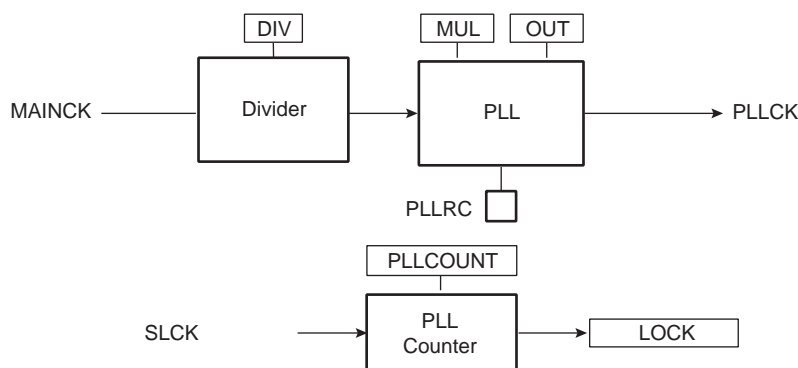 DIV
MUL
OUT
MAINCK
Divider
PLL
PLLCK
PLLRC
PLLCOUNT
SLCK
PLL
Counter
LOCK